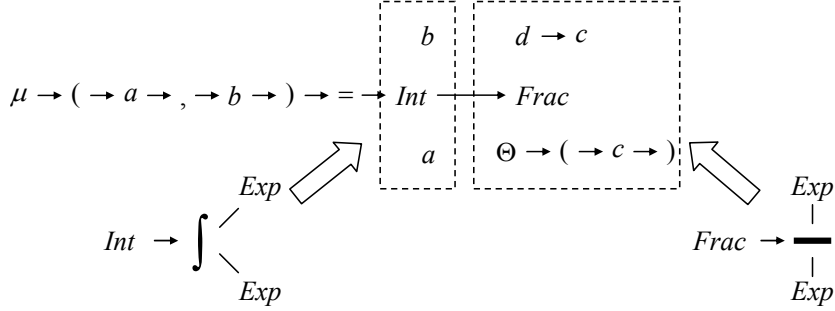 b d → c
μ → ( → a → , → b → ) → = → Int → Frac
a Θ → ( → c → )
Exp Exp
Int → ∫ Frac →
Exp Exp